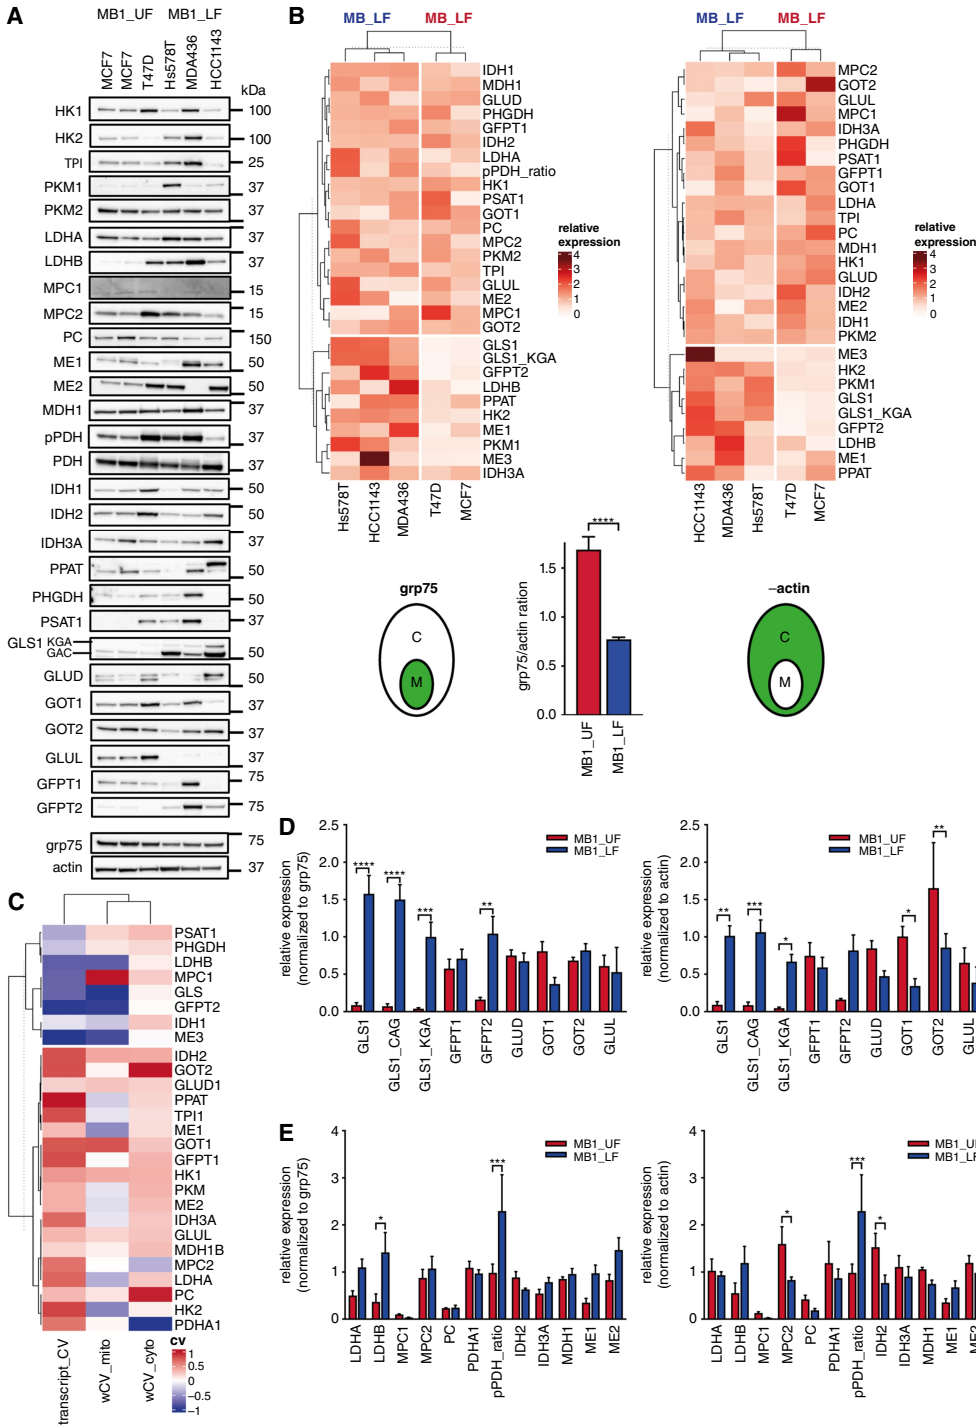 A
MB1_UF MB1_LF
MCF7
MCF7
T47D
Hs578T
MDA436
HCC1143
kDa
HK1 100
HK2 100
TPI 25
PKM1 37
PKM2 37
LDHA 37
LDHB 37
MPC1 15
MPC2 15
PC 150
ME1 50
ME2 50
MDH1 37
pPDH 37
PDH 37
IDH1 50
IDH2 50
IDH3A 37
PPAT 50
PHGDH 50
PSAT1 37
GLS1 KGA
GAC 50
GLUD 50
GOT1 37
GOT2 37
GLUL 37
GFPT1 75
GFPT2 75
grp75 75
actin 37
B
MB_LF MB_LF
IDH1
MDH1
GLUD
PHGDH
GFPT1
IDH2
LDHA
pPDH_ratio
HK1
PSAT1
GOT1
PC
MPC2
PKM2
TPI
GLUL
ME2
MPC1
GOT2
GLS1
GLS1_KGA
GFPT2
LDHB
PPAT
HK2
ME1
PKM1
ME3
IDH3A
Hs578T
HCC1143
MDA436
T47D
MCF7
relative
expression
4
3
2
1
0
MB_LF MB_LF
MPC2
GOT2
GLUL
MPC1
IDH3A
PHGDH
PSAT1
GFPT1
GOT1
LDHA
TPI
PC
MDH1
HK1
GLUD
IDH2
ME2
IDH1
PKM2
ME3
HK2
PKM1
GLS1
GLS1_KGA
GFPT2
LDHB
ME1
PPAT
HCC1143
MDA436
Hs578T
T47D
MCF7
relative
expression
4
3
2
1
0
grp75
C
M
grp75/actin ration
1.5
1.0
0.5
0.0
****
MB1_UF
MB1_LF
–actin
C
M
C
PSAT1
PHGDH
LDHB
MPC1
GLS
GFPT2
IDH1
ME3
IDH2
GOT2
GLUD1
PPAT
TPI1
ME1
GOT1
GFPT1
HK1
PKM
ME2
IDH3A
GLUL
MDH1B
MPC2
LDHA
PC
HK2
PDHA1
transcript_CV
wCV_mito
wCV_cyto
cv
1
0.5
0
−0.5
−1
D
relative expression
(normalized to grp75)
2.5
2.0
1.5
1.0
0.5
0.0
MB1_UF
MB1_LF
**** **** *** **
GLS1
GLS1_CAG
GLS1_KGA
GFPT1
GFPT2
GLUD
GOT1
GOT2
GLUL
relative expression
(normalized to actin)
2.5
2.0
1.5
1.0
0.5
0.0
MB1_UF
MB1_LF
** *** * * **
GLS1
GLS1_CAG
GLS1_KGA
GFPT1
GFPT2
GLUD
GOT1
GOT2
GLUL
E
relative expression
(normalized to grp75)
4
3
2
1
0
MB1_UF
MB1_LF
* ***
LDHA
LDHB
MPC1
MPC2
PC
PDHA1
pPDH_ratio
IDH2
IDH3A
MDH1
ME1
ME2
relative expression
(normalized to actin)
4
3
2
1
0
MB1_UF
MB1_LF
* *** *
LDHA
LDHB
MPC1
MPC2
PC
PDHA1
pPDH_ratio
IDH2
IDH3A
MDH1
ME1
ME2